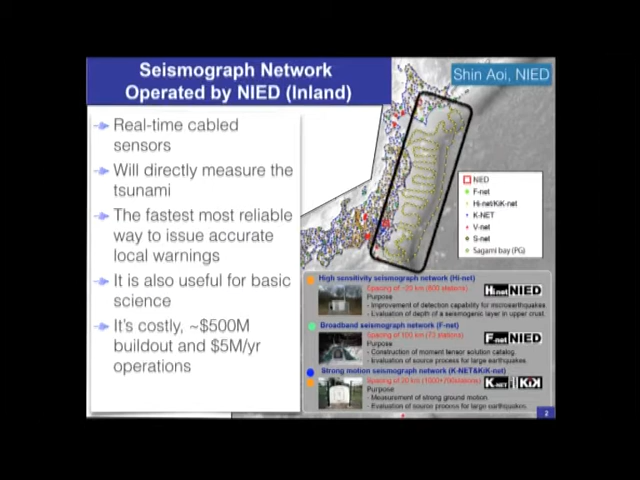 Seismograph Network
Operated by NIED (Inland)
Shin Aoi, NIED
Real-time cabled
sensors
Will directly measure the
tsunami
The fastest most reliable
way to issue accurate
local warnings
It is also useful for basic
science
It's costly, ~$500M
buildout and $5M/yr
operations
NIED
F-net
Hi-net/KiK-net
K-NET
V-net
S-net
Sagami bay (PG)
High sensitivity seismograph network (Hi-net)
Spacing of ~20 km (800 stations)
Purpose
- Improvement of detection capability for microearthquakes.
- Evaluation of depth of a seismogenic layer in upper crust.
Hi-net NIED
Broadband seismograph network (F-net)
Spacing of 100 km (73 stations)
Purpose
- Construction of moment tensor solution catalog.
- Evaluation of source process for large earthquakes.
F-net NIED
Strong motion seismograph network (K-NET&KiK-net)
Spacing of 20 km
Purpose
- Measurement of strong ground motion.
- Evaluation of source process for large earthquakes.
K-NET KiK
2